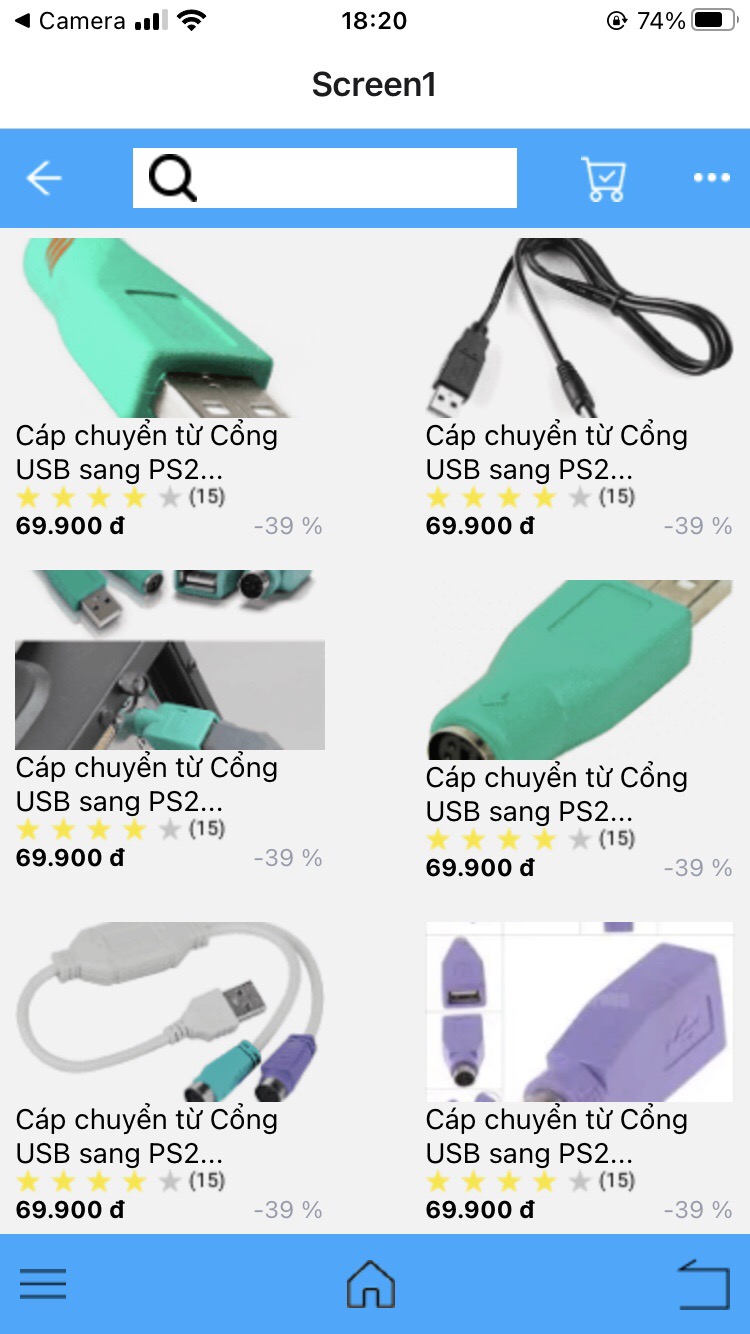 Camera
18:20
74%
Screen1
Cáp chuyển từ Cổng
USB sang PS2...
(15)
69.900 đ
-39 %
Cáp chuyển từ Cổng
USB sang PS2...
(15)
69.900 đ
-39 %
Cáp chuyển từ Cổng
USB sang PS2...
(15)
69.900 đ
-39 %
Cáp chuyển từ Cổng
USB sang PS2...
(15)
69.900 đ
-39 %
Cáp chuyển từ Cổng
USB sang PS2...
(15)
69.900 đ
-39 %
Cáp chuyển từ Cổng
USB sang PS2...
(15)
69.900 đ
-39 %